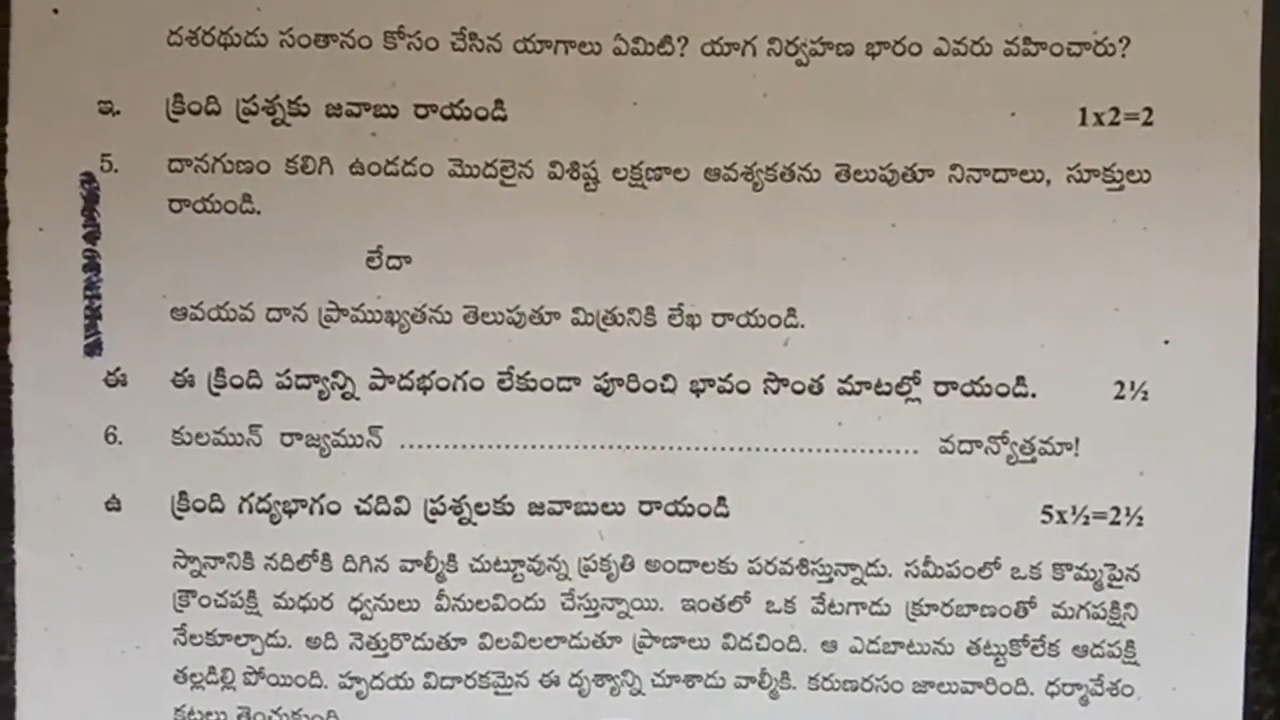 దశరథుడు సంతానం కోసం చేసిన యాగాలు ఏమిటి? యాగ నిర్వహణ భారం ఎవరు వహించారు?
ఇ. క్రింది ప్రశ్నకు జవాబు రాయండి 1x2=2
5. దానగుణం కలిగి ఉండడం మొదలైన విశిష్ట లక్షణాల ఆవశ్యకతను తెలుపుతూ నినాదాలు, సూక్తులు
రాయండి.
లేదా
ఆవయవ దాన ప్రాముఖ్యతను తెలుపుతూ మిత్రునికి లేఖ రాయండి.
ఈ ఈ క్రింది పద్యాన్ని పాదభంగం లేకుండా పూరించి భావం సొంత మాటల్లో రాయండి. 2½
6. కులమున్ రాజ్యమున్ ................................................................ వదాన్యోత్తమా!
ఉ క్రింది గద్యభాగం చదివి ప్రశ్నలకు జవాబులు రాయండి 5x½=2½
స్నానానికి నదిలోకి దిగిన వాల్మీకి చుట్టూవున్న ప్రకృతి అందాలకు పరవశిస్తున్నాడు. సమీపంలో ఒక కొమ్మపైన
క్రౌంచపక్షి మధుర ధ్వనులు వీనులవిందు చేస్తున్నాయి. ఇంతలో ఒక వేటగాడు క్రూరబాణంతో మగపక్షిని
నేలకూల్చాడు. అది నెత్తురొడుతూ విలవిలలాడుతూ ప్రాణాలు విడచింది. ఆ ఎడబాటును తట్టుకోలేక ఆడపక్షి
తల్లడిల్లి పోయింది. హృదయ విదారకమైన ఈ దృశ్యాన్ని చూశాడు వాల్మీకి. కరుణరసం జాలువారింది. ధర్మావేశం